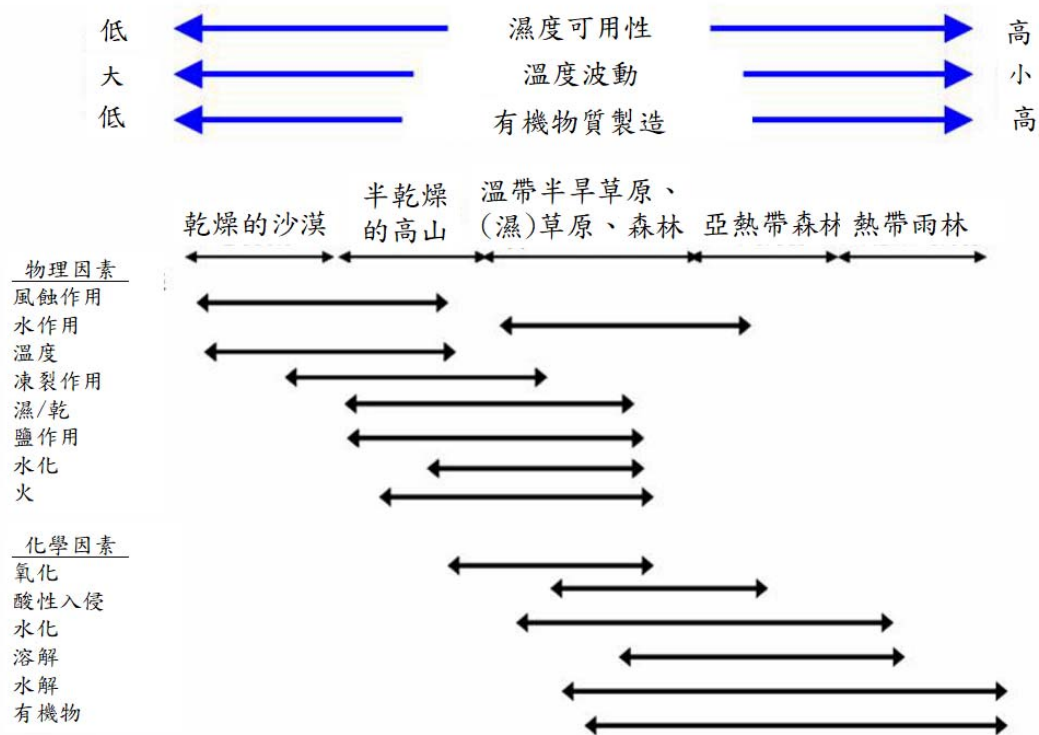 低 濕度可用性 高
大 溫度波動 小
低 有機物質製造 高
乾燥的沙漠
半乾燥
的高山
溫帶半旱草原、
(濕)草原、森林
亞熱帶森林
熱帶雨林
物理因素
風蝕作用
水作用
溫度
凍裂作用
濕/乾
鹽作用
水化
火
化學因素
氧化
酸性入侵
水化
溶解
水解
有機物